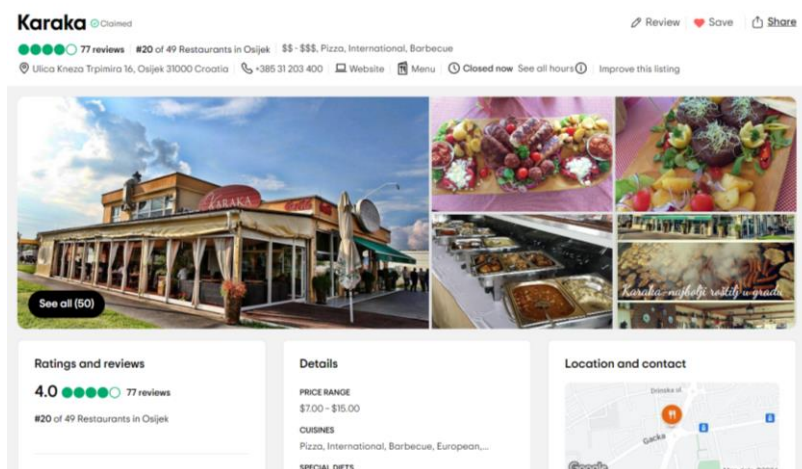 Karaka Claimed
Review Save Share
77 reviews #20 of 49 Restaurants in Osijek $$ - $$$, Pizza, International, Barbecue
Ulica Kneza Trpimira 16, Osijek 31000 Croatia +385 31 203 400 Website Menu Closed now See all hours Improve this listing
KARAKA
Karaka-najbolji roštilj u gradu
See all (50)
Ratings and reviews
4.0 77 reviews
#20 of 49 Restaurants in Osijek
Details
PRICE RANGE
$7.00 - $15.00
CUISINES
Pizza, International, Barbecue, European,...
SPECIAL DIETS
Location and contact
Drinska ul.
Gacka
Google